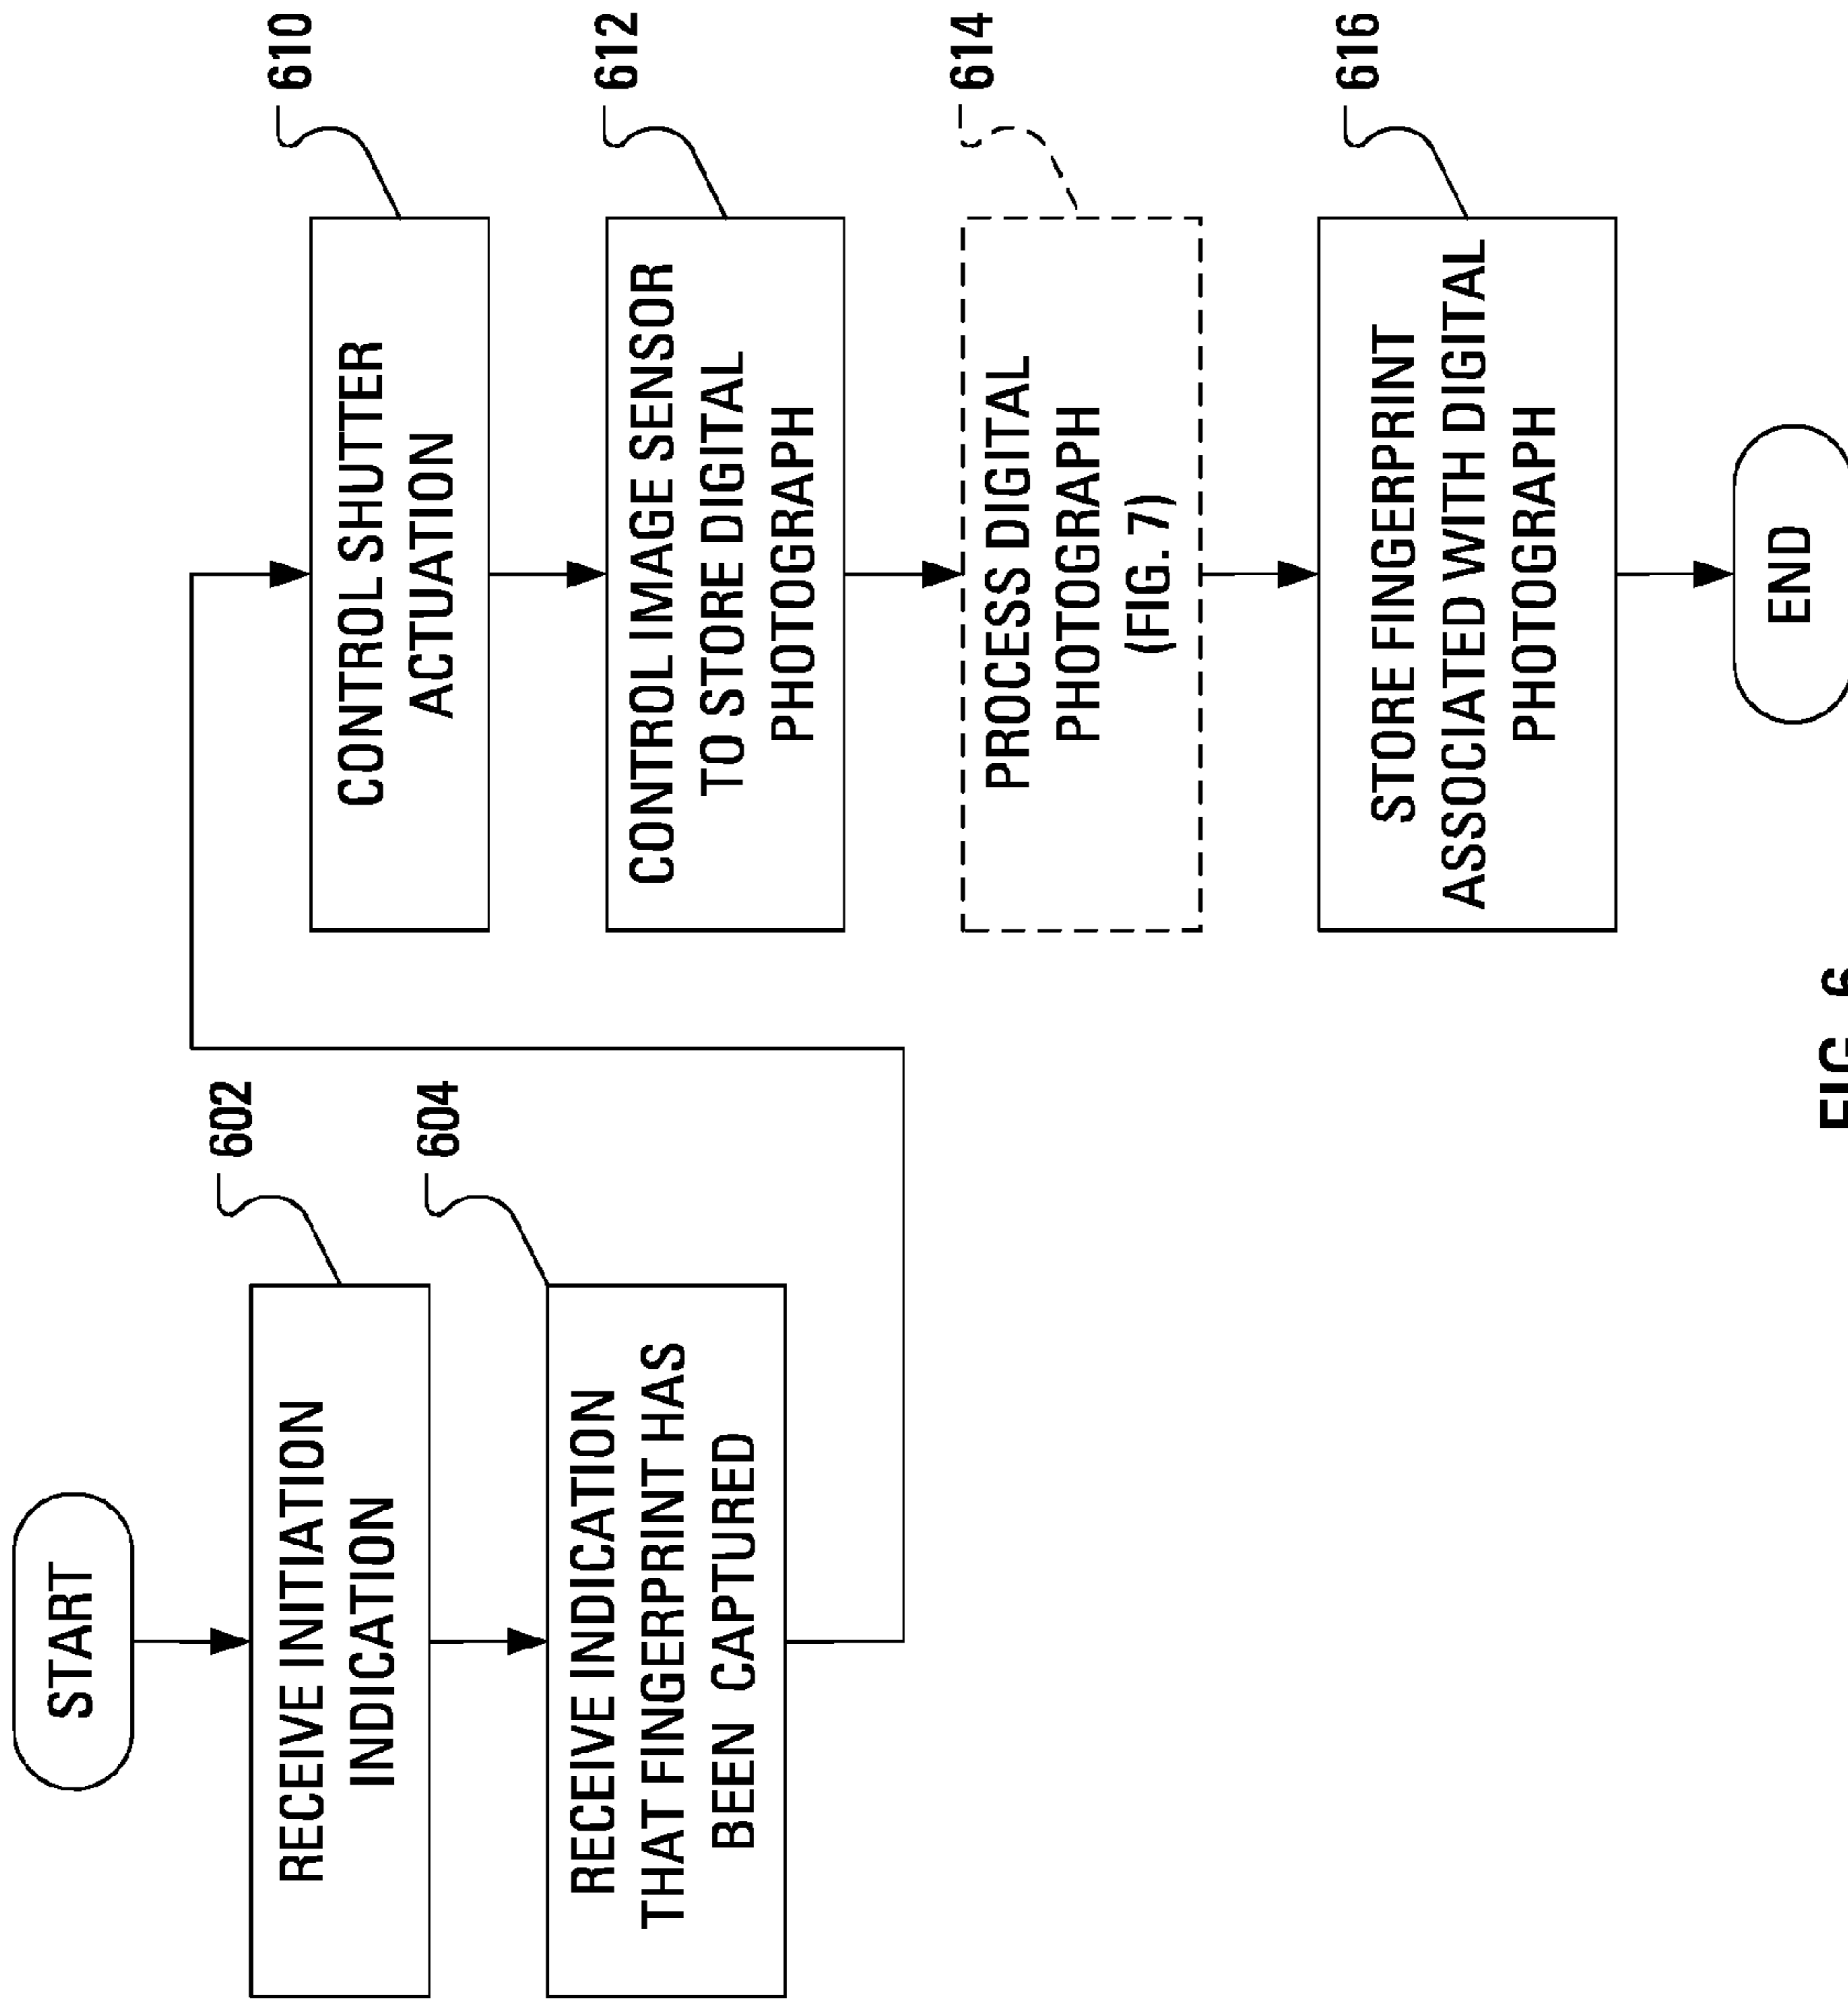 START
602
RECEIVE INITIATION
INDICATION
604
RECEIVE INDICATION
THAT FINGERPRINT HAS
BEEN CAPTURED
610
CONTROL SHUTTER
ACTUATION
612
CONTROL IMAGE SENSOR
TO STORE DIGITAL
PHOTOGRAPH
614
PROCESS DIGITAL
PHOTOGRAPH
(FIG. 7)
616
STORE FINGERPRINT
ASSOCIATED WITH DIGITAL
PHOTOGRAPH
END